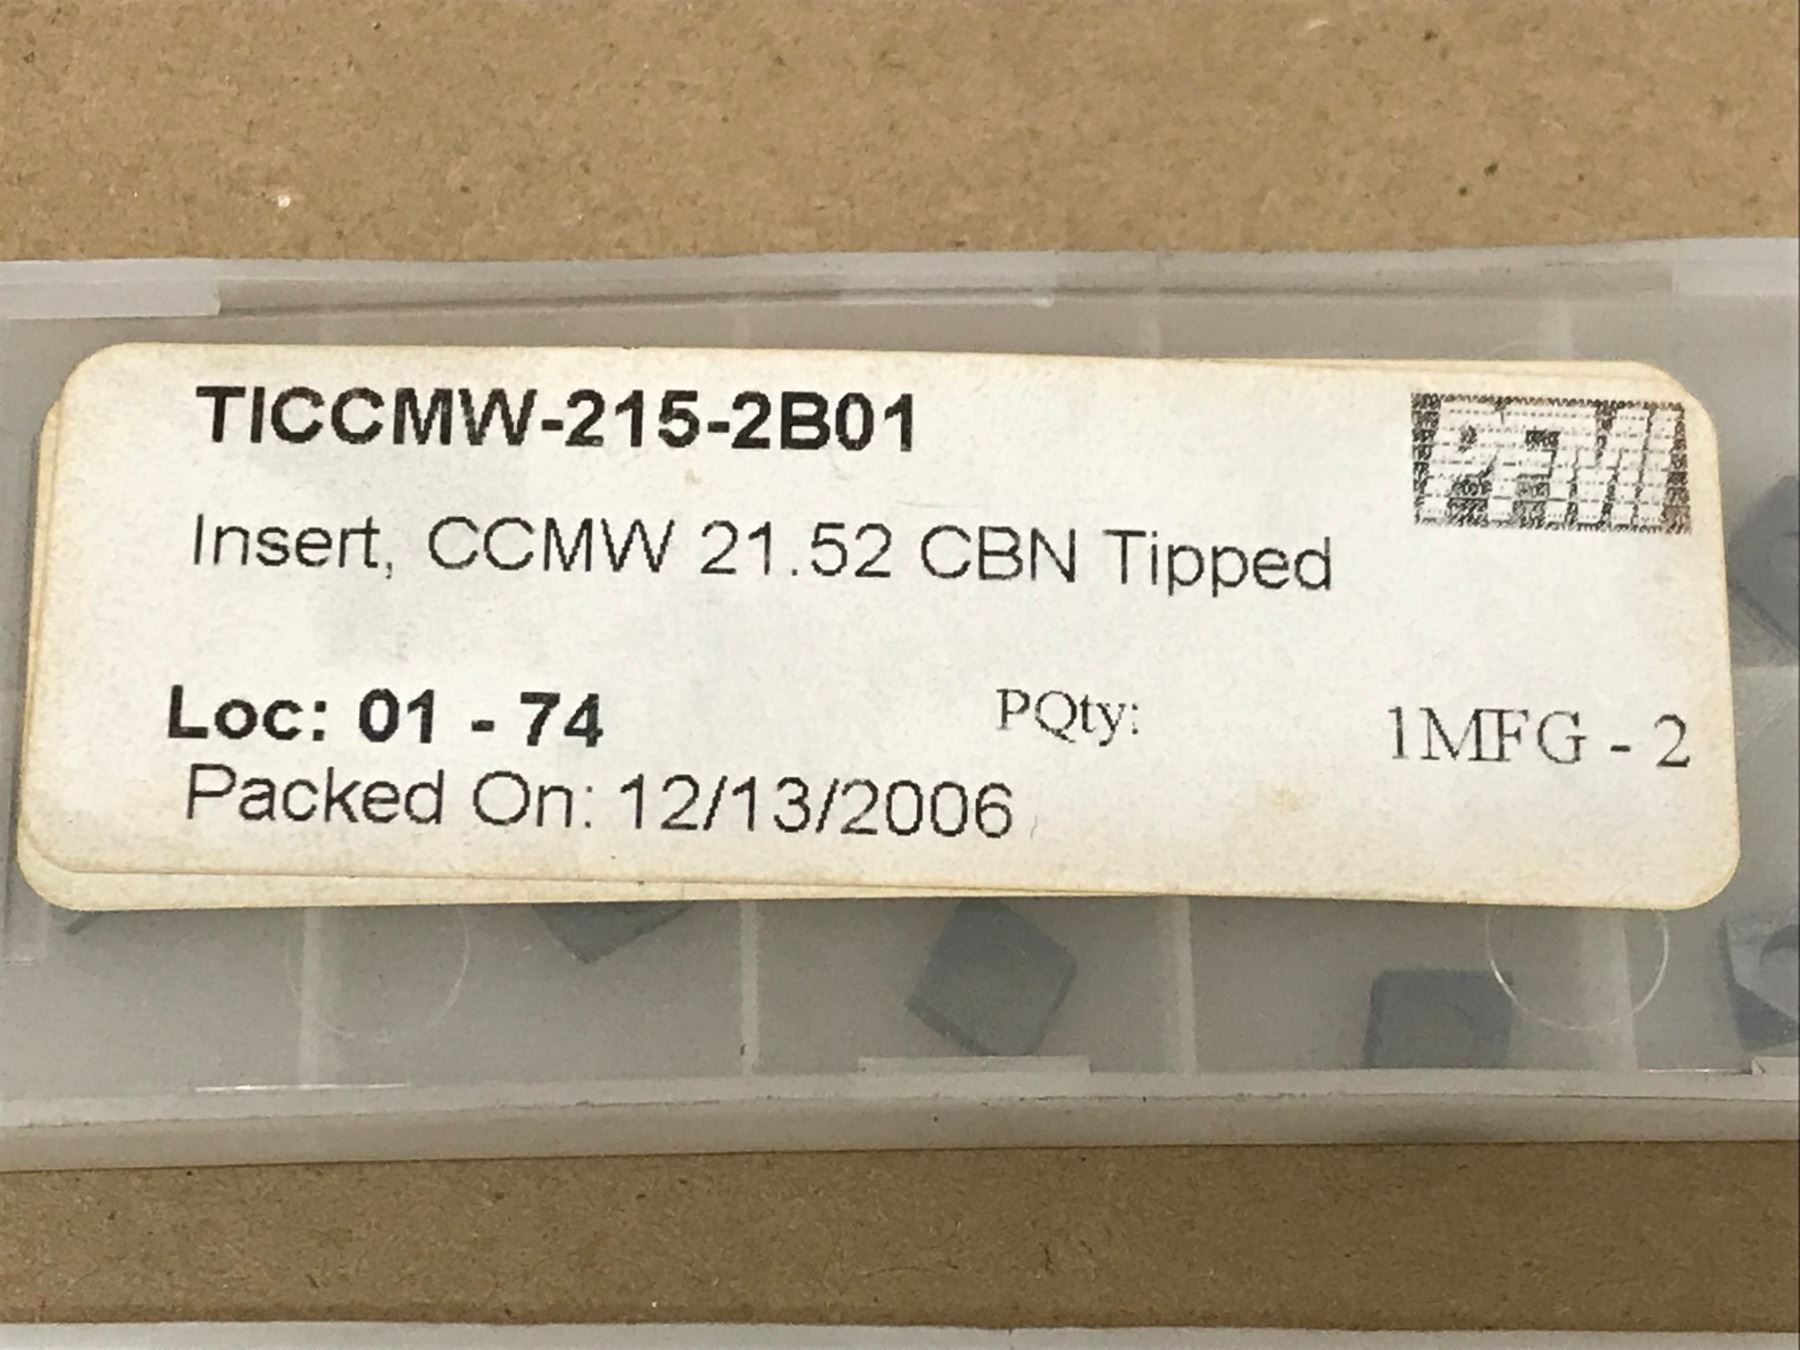 TICCMW-215-2B01
Insert, CCMW 21.52 CBN Tipped
Loc: 01 - 74
PQty:
1MFG - 2
Packed On: 12/13/2006